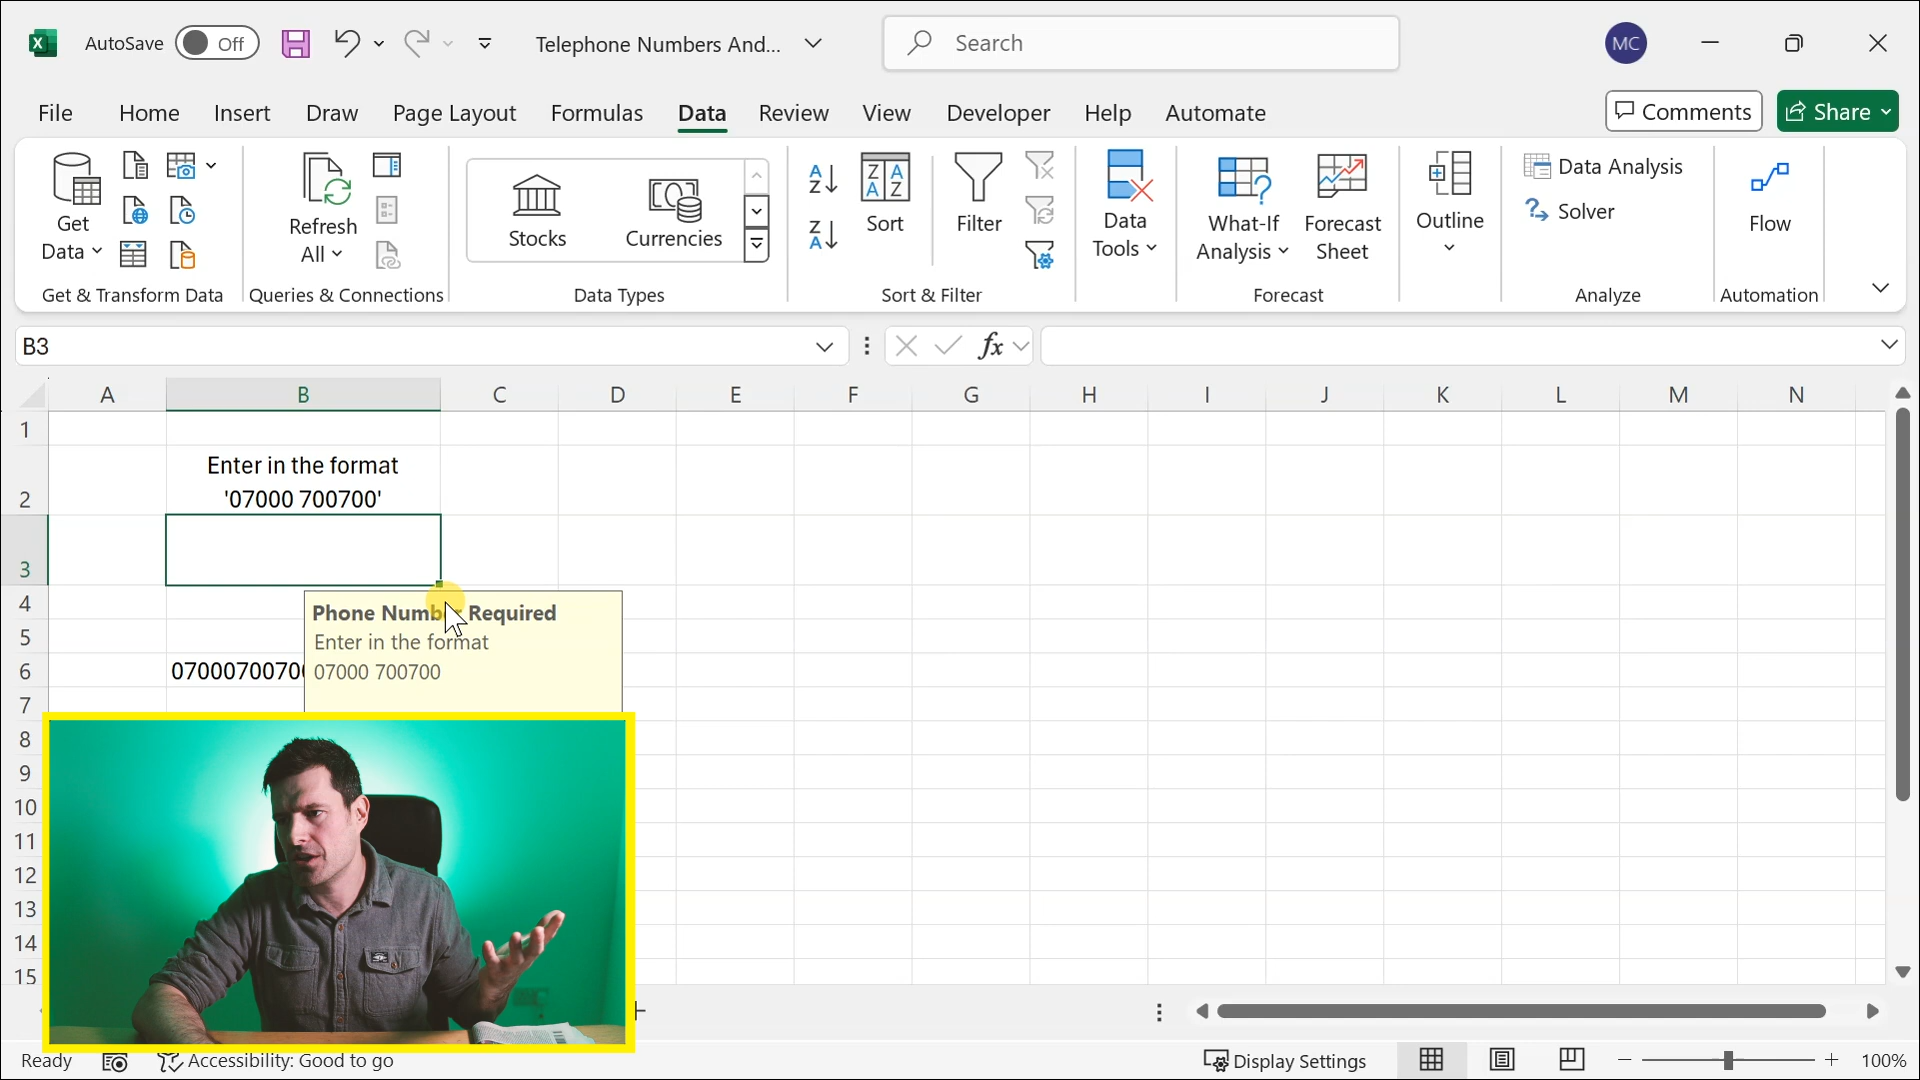 AutoSave Off Telephone Numbers And... Search MC
File Home Insert Draw Page Layout Formulas Data Review View Developer Help Automate Comments Share
Get Data
Get & Transform Data
Refresh All
Queries & Connections
Stocks Currencies
Data Types
Sort Filter
Sort & Filter
Data Tools
What-If Analysis Forecast Sheet
Forecast
Outline
Data Analysis
Solver
Analyze
Flow
Automation
B3 fx
A B C D E F G H I J K L M N
1
Enter in the format
2 '07000 700700'
3
4
Phone Number Required
5 Enter in the format
6 07000 700700
7
8
9
10
11
12
13
14
15
Ready Accessibility: Good to go Display Settings 100%